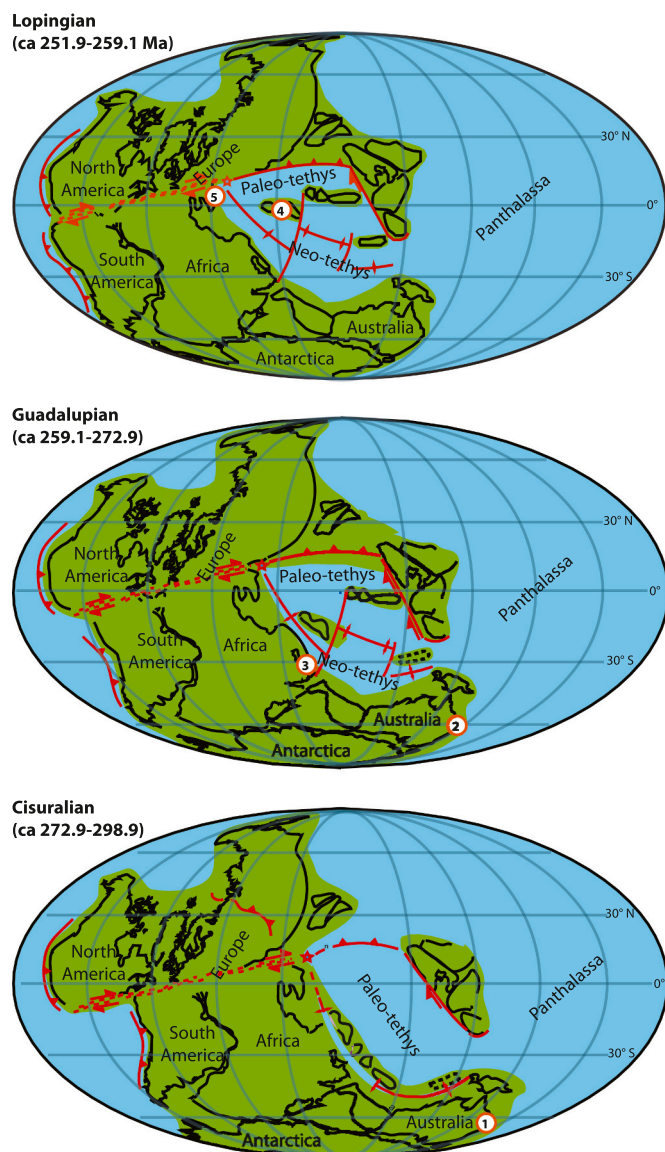 Lopingian
(ca 251.9-259.1 Ma)
30° N
North
America
Europe
Paleo-tethys
5
4
0°
Panthalassa
South
America
Africa
Neo-tethys
30° S
Australia
Antarctica
Guadalupian
(ca 259.1-272.9)
30° N
North
America
Europe
Paleo-tethys
0°
Panthalassa
South
America
Africa
3
Neo-tethys
30° S
Australia
2
Antarctica
Cisuralian
(ca 272.9-298.9)
30° N
North
America
Europe
Paleo-tethys
Panthalassa
0°
South
America
Africa
30° S
Australia
1
Antarctica